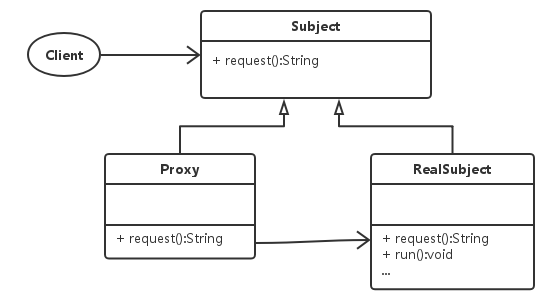 Subject
Client
+ request():String
Proxy
RealSubject
+ request():String
+ request():String
+ run():void
...